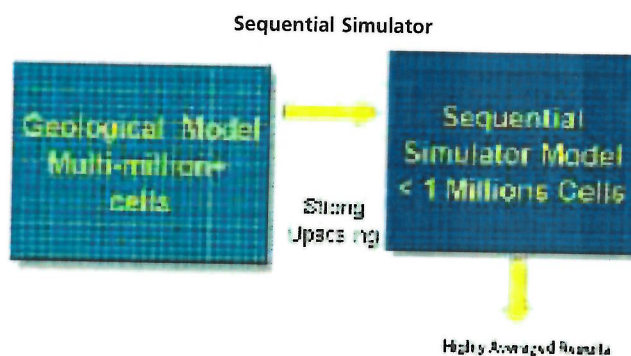 Sequential Simulator
Geological Model
Multi-million+
cells
Strong
Upscaling
Sequential
Simulator Model
< 1 Millions Cells
Highly Averaged Results